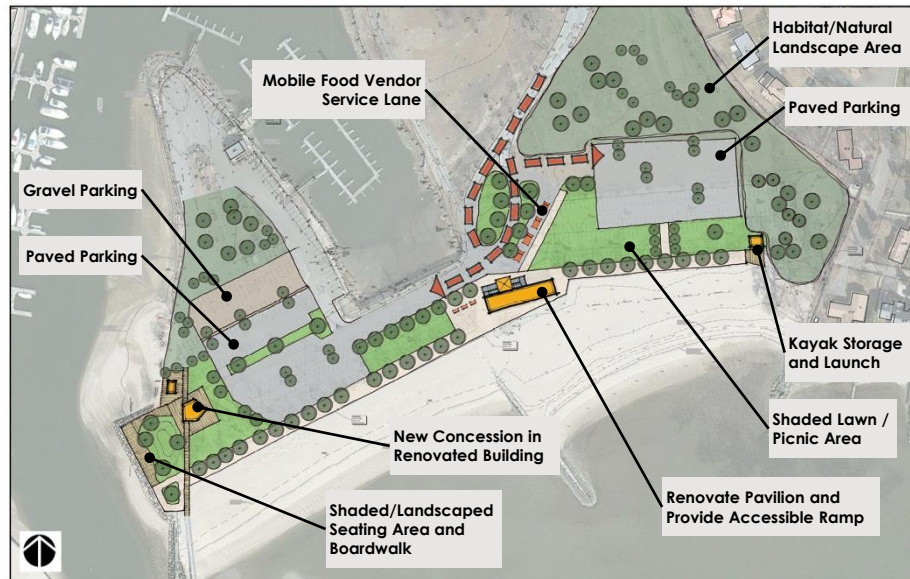 Habitat/Natural
Landscape Area
Mobile Food Vendor
Service Lane
Paved Parking
Gravel Parking
Paved Parking
Kayak Storage
and Launch
Shaded Lawn /
Picnic Area
New Concession in
Renovated Building
Renovate Pavilion and
Provide Accessible Ramp
Shaded/Landscaped
Seating Area and
Boardwalk